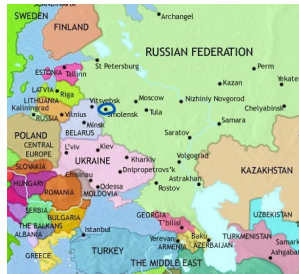 SWEDEN
FINLAND
Archangel
RUSSIAN FEDERATION
St Petersburg
ESTONIA
Tallinn
Perm
Kazan
LATVIA
Riga
LITHUANIA
Kaliningrad
RUSSIA
Vilnius
Vitsyebsk
Smolensk
Moscow
Nizhniy Novgorod
Chelyabinsk
Tula
Samara
Minsk
BELARUS
POLAND
CENTRAL
EUROPE
Saratov
L'viv
Kiev
UKRAINE
Kharkiv
Volgograd
KAZAKHSTAN
SLOVAKIA
HUNGARY
Chisinau
Dnipropetrovs'k
Astrakhan
Rostov
ROMANIA
Odessa
MOLDOVIA
SERBIA
BULGARIA
THE BALKANS
ALBANIA
GREECE
Istanbul
TURKEY
GEORGIA
T'bilisi
Yerevan
ARMENIA
Baku
AZERBAIJAN
UZBEKISTAN
TURKMENISTAN
Samark
Ashgabat
THE MIDDLE EAST